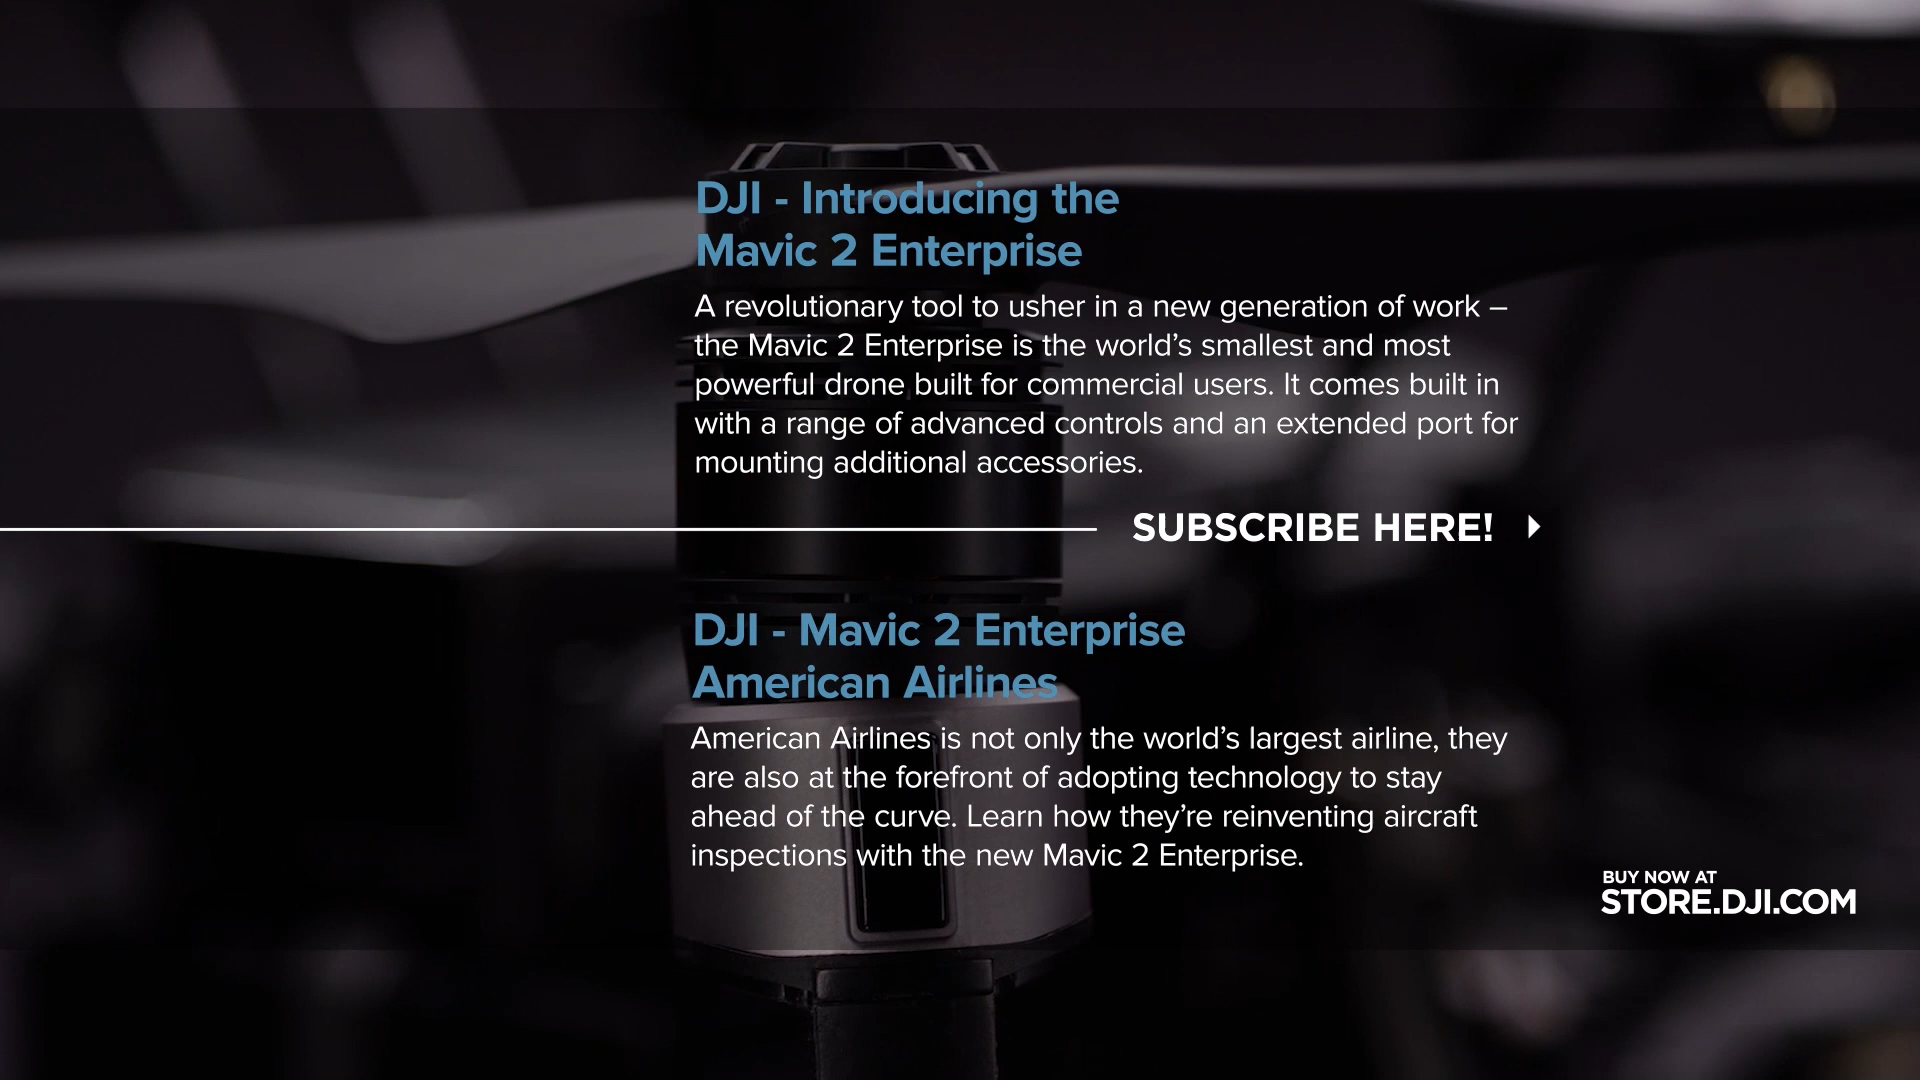 DJI - Introducing the
Mavic 2 Enterprise
A revolutionary tool to usher in a new generation of work –
the Mavic 2 Enterprise is the world’s smallest and most
powerful drone built for commercial users. It comes built in
with a range of advanced controls and an extended port for
mounting additional accessories.
SUBSCRIBE HERE!
DJI - Mavic 2 Enterprise
American Airlines
American Airlines is not only the world’s largest airline, they
are also at the forefront of adopting technology to stay
ahead of the curve. Learn how they’re reinventing aircraft
inspections with the new Mavic 2 Enterprise.
BUY NOW AT
STORE.DJI.COM